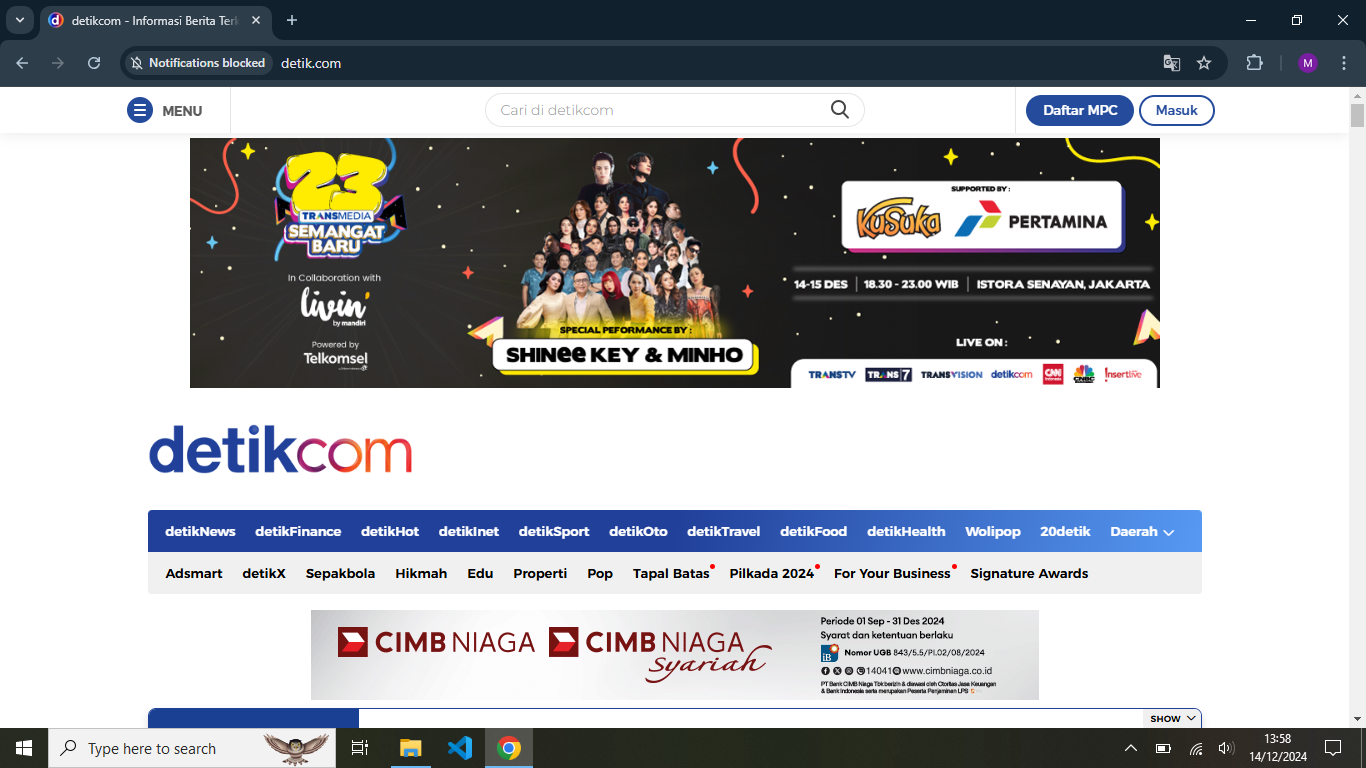 detikcom - Informasi Berita Terk
Notifications blocked
detik.com
M
MENU
Cari di detikcom
Daftar MPC
Masuk
23
TRANSMEDIA
SEMANGAT
BARU
In Collaboration with
livin'
by mandiri
Powered by
Telkomsel
SPECIAL PEFORMANCE BY :
SHINee KEY & MINHO
SUPPORTED BY :
KUSUKA
PERTAMINA
14-15 DES | 18.30 - 23.00 WIB | ISTORA SENAYAN, JAKARTA
LIVE ON :
TRANSTV TRANS7 TRANSVISION detikcom CNN Indonesia CNBC insertlive
detikcom
detikNews detikFinance detikHot detikInet detikSport detikOto detikTravel detikFood detikHealth Wolipop 20detik Daerah
Adsmart detikX Sepakbola Hikmah Edu Properti Pop Tapal Batas Pilkada 2024 For Your Business Signature Awards
CIMB NIAGA CIMB NIAGA
syariah
Periode 01 Sep - 31 Des 2024
Syarat dan ketentuan berlaku
iB Nomor UGB 843/5.5/PI.02/08/2024
14041 www.cimbniaga.co.id
PT Bank CIMB Niaga Tbk berizin & diawasi oleh Otoritas Jasa Keuangan
& Bank Indonesia serta merupakan Peserta Penjaminan LPS
SHOW
Type here to search
13:58
14/12/2024